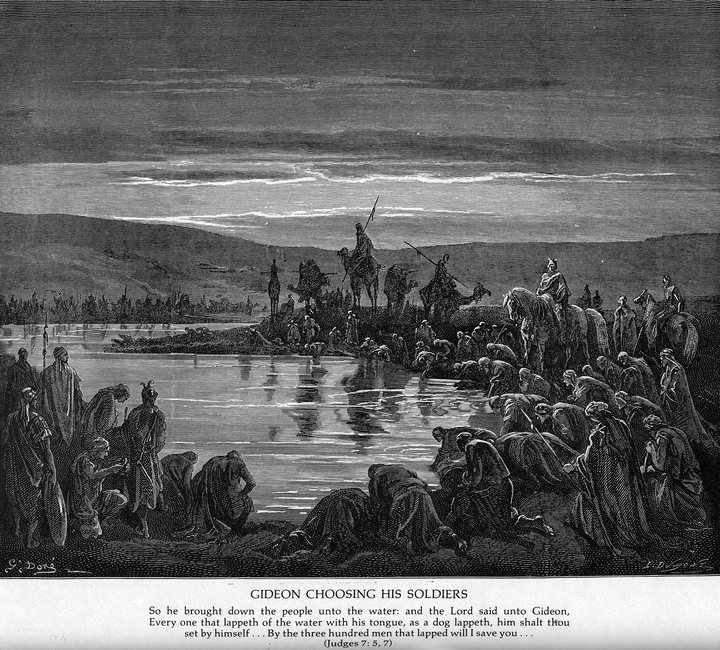 G. Doré
GIDEON CHOOSING HIS SOLDIERS
So he brought down the people unto the water: and the Lord said unto Gideon,
Every one that lappeth of the water with his tongue, as a dog lappeth, him shalt thou
set by himself . . . By the three hundred men that lapped will I save you . . .
(Judges 7: 5, 7)